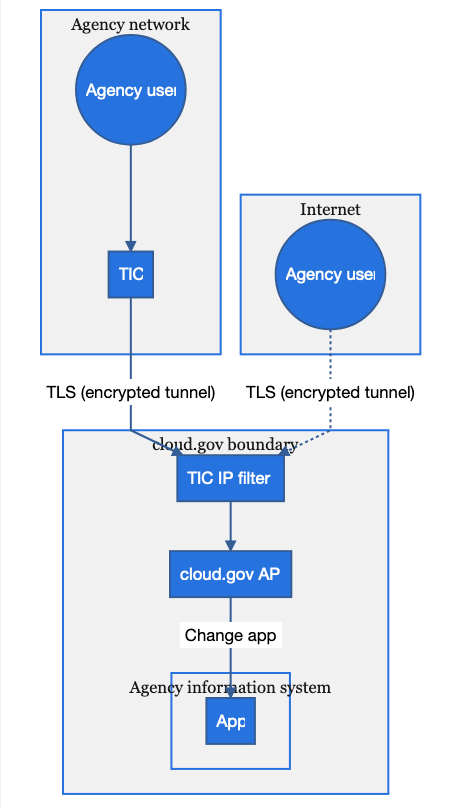 Agency network
Agency user
TIC
Internet
Agency user
TLS (encrypted tunnel)
TLS (encrypted tunnel)
cloud.gov boundary
TIC IP filter
cloud.gov AP
Change app
Agency information system
App